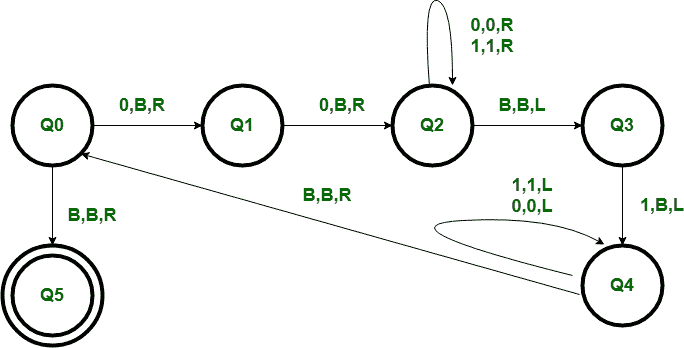 0,0,R
1,1,R
Q0
0,B,R
Q1
0,B,R
Q2
B,B,L
Q3
B,B,R
B,B,R
1,1,L
0,0,L
1,B,L
Q5
Q4